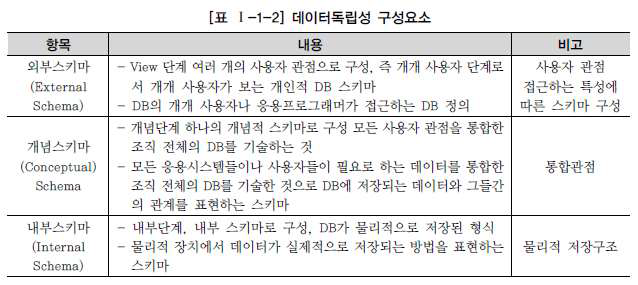 [표 Ⅰ-1-2] 데이터독립성 구성요소
항목 내용 비고
외부스키마
(External
Schema)
- View 단계 여러 개의 사용자 관점으로 구성, 즉 개개 사용자 단계로
서 개개 사용자가 보는 개인적 DB 스키마
- DB의 개개 사용자나 응용프로그래머가 접근하는 DB 정의
사용자 관점
접근하는 특성에
따른 스키마 구성
개념스키마
(Conceptual)
Schema
- 개념단계 하나의 개념적 스키마로 구성 모든 사용자 관점을 통합한
조직 전체의 DB를 기술하는 것
- 모든 응용시스템들이나 사용자들이 필요로 하는 데이터를 통합한
조직 전체의 DB를 기술한 것으로 DB에 저장되는 데이터와 그들간
의 관계를 표현하는 스키마
통합관점
내부스키마
(Internal
Schema)
- 내부단계, 내부 스키마로 구성, DB가 물리적으로 저장된 형식
- 물리적 장치에서 데이터가 실제적으로 저장되는 방법을 표현하는
스키마
물리적 저장구조